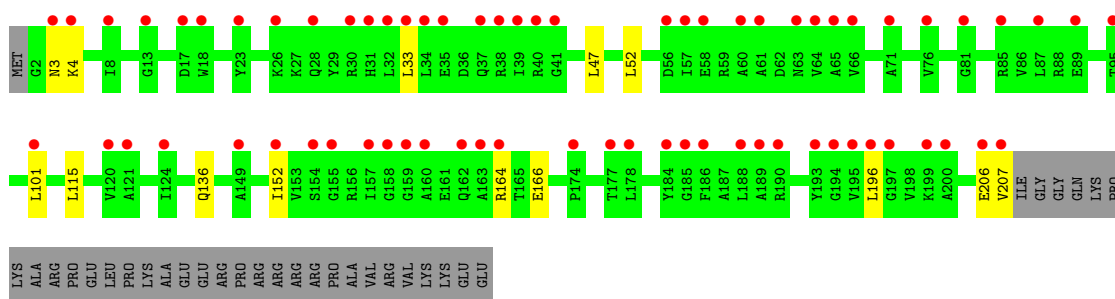 MET G2 N3 K4 I8 G13 D17 W18 Y23 K26 K27 Q28 Y29 R30 H31 L32 L33 L34 E35 D36 Q37 R38 I39 R40 G41 L47 L52 D56 I57 E58 R59 A60 A61 D62 N63 V64 A65 V66 A71 V76 G81 R85 V86 L87 R88 E89 T95
L101 L115 V120 A121 I124 Q136 A149 I152 V153 S154 G155 R156 I157 G158 G159 A160 E161 Q162 A163 R164 T165 E166 P174 T177 L178 Y184 G185 F186 A187 L188 A189 R190 Y193 G194 V195 L196 G197 V198 K199 A200 E206 V207 ILE GLY GLY GLN LYS PRO
LYS ALA ARG PRO GLU LEU PRO LYS ALA GLU GLU ARG PRO ARG ARG ARG ARG PRO ALA VAL ARG VAL LYS LYS GLU GLU